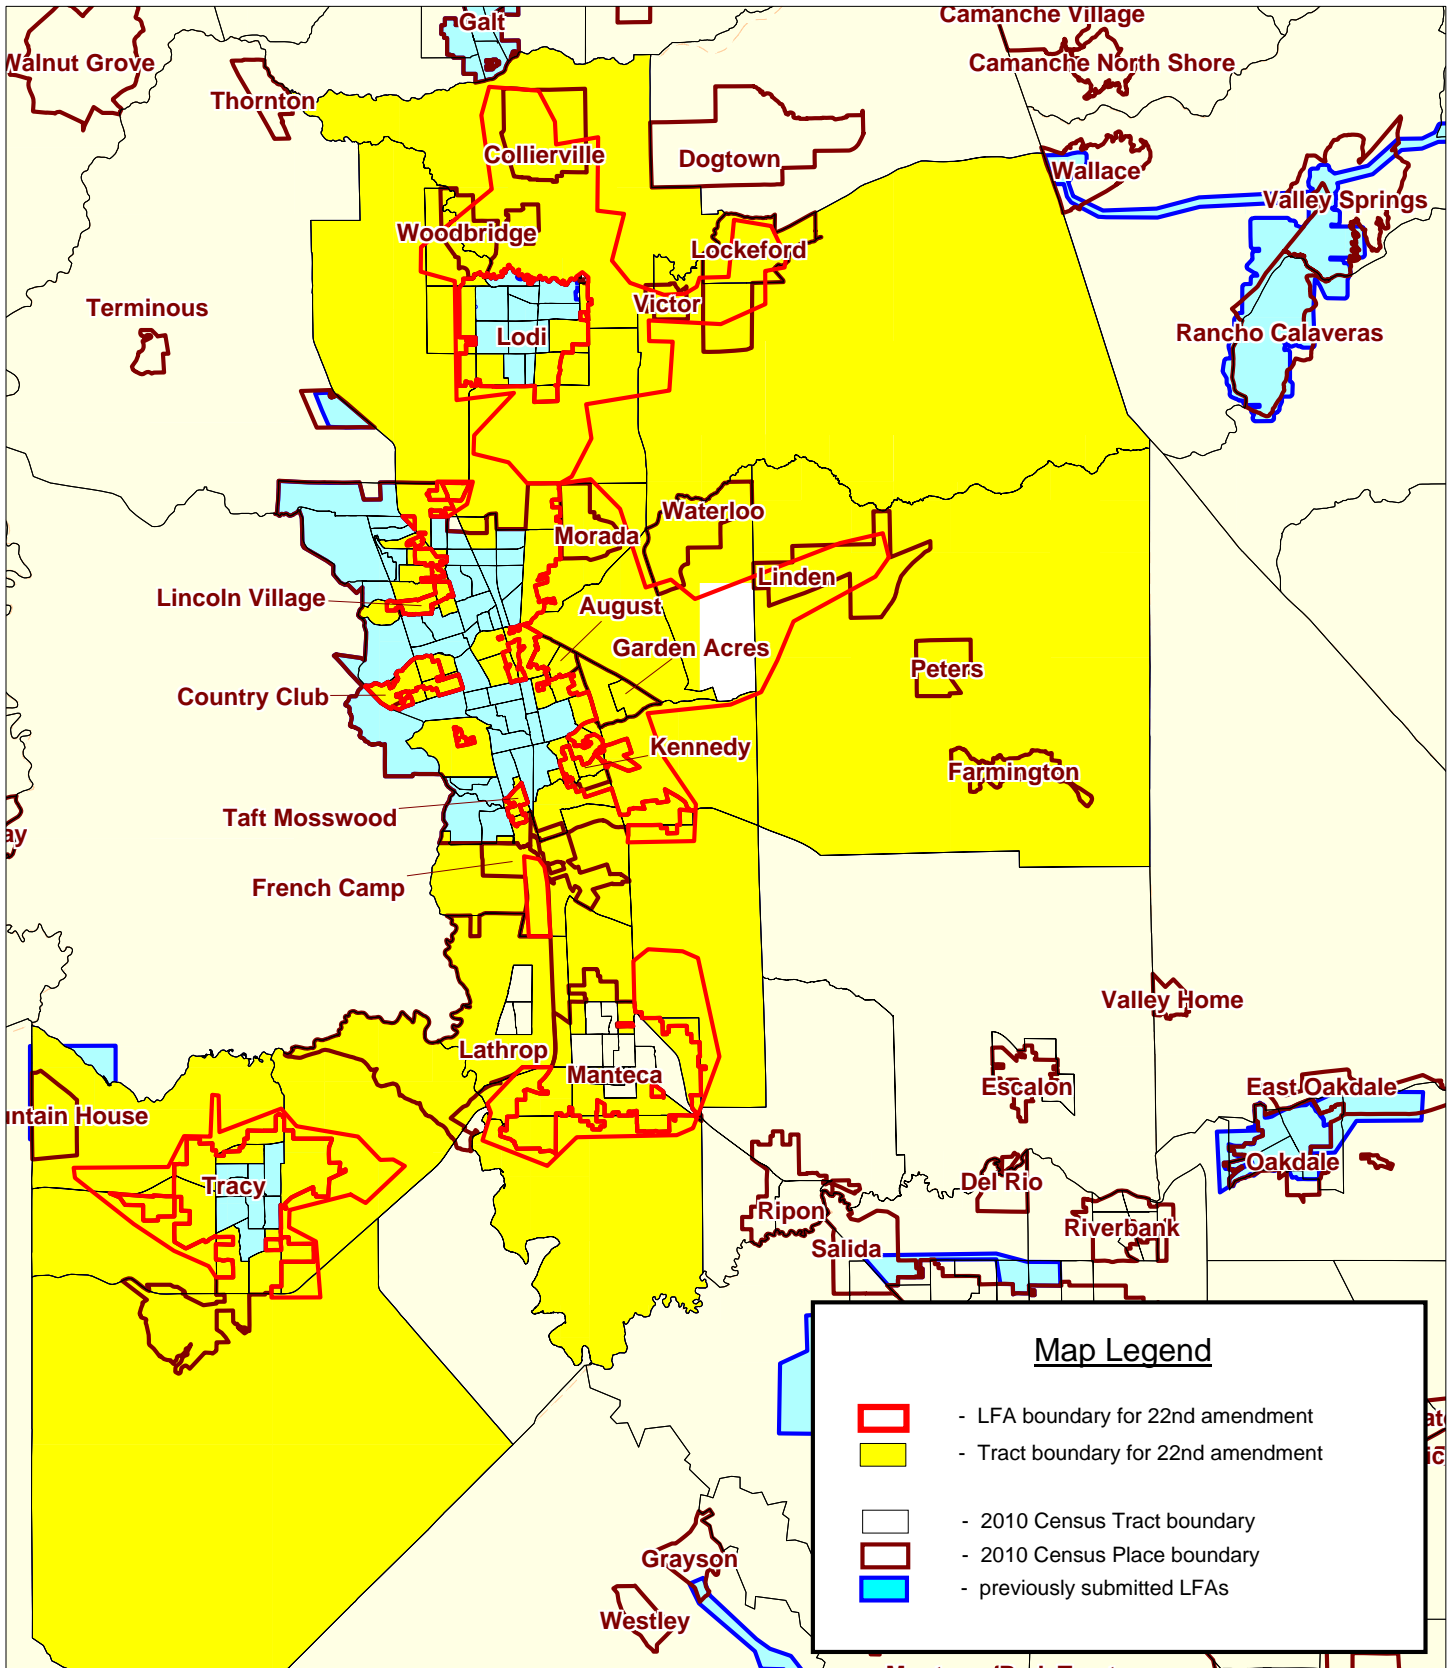 Galt
Camanche Village
Walnut Grove
Camanche North Shore
Thornton
Collierville
Dogtown
Wallace
Valley Springs
Woodbridge
Lockeford
Terminous
Victor
Lodi
Rancho Calaveras
Waterloo
Morada
Linden
Lincoln Village
August
Garden Acres
Peters
Country Club
Kennedy
Farmington
Taft Mosswood
ay
French Camp
Valley Home
Lathrop
Manteca
Escalon
East Oakdale
untain House
Oakdale
Tracy
Del Rio
Ripon
Riverbank
Salida
Map Legend
- LFA boundary for 22nd amendment
- Tract boundary for 22nd amendment
- 2010 Census Tract boundary
- 2010 Census Place boundary
- previously submitted LFAs
Grayson
Westley